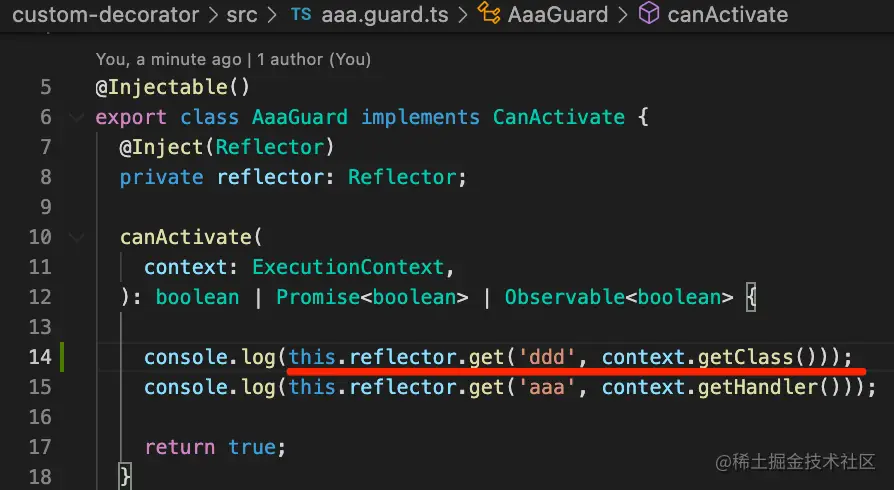 custom-decorator > src > TS aaa.guard.ts > AaaGuard > canActivate
You, a minute ago | 1 author (You)
5 @Injectable()
6 export class AaaGuard implements CanActivate {
7 @Inject(Reflector)
8 private reflector: Reflector;
9
10 canActivate(
11 context: ExecutionContext,
12 ): boolean | Promise<boolean> | Observable<boolean> {
13
14 console.log(this.reflector.get('ddd', context.getClass()));
15 console.log(this.reflector.get('aaa', context.getHandler()));
16
17 return true;
18 }
@稀土掘金技术社区